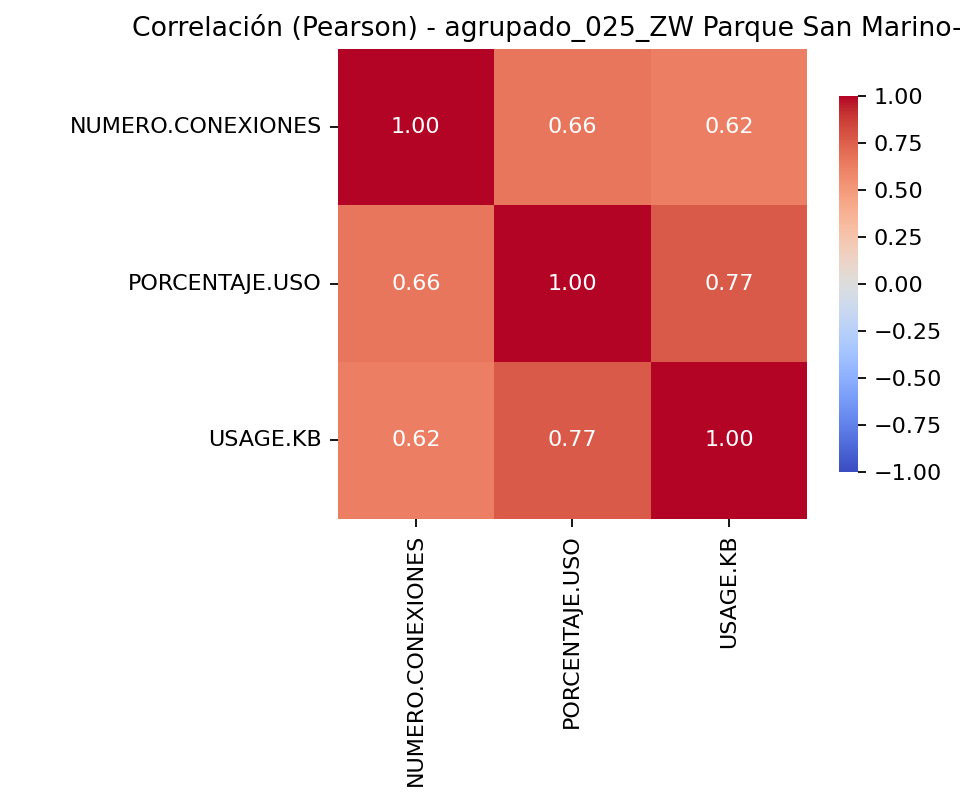 Correlación (Pearson) - agrupado_025_ZW Parque San Marino-
NUMERO.CONEXIONES
1.00
0.66
0.62
PORCENTAJE.USO
0.66
1.00
0.77
USAGE.KB
0.62
0.77
1.00
NUMERO.CONEXIONES
PORCENTAJE.USO
USAGE.KB
1.00
0.75
0.50
0.25
0.00
−0.25
−0.50
−0.75
−1.00